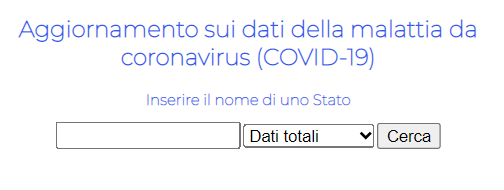 Aggiornamento sui dati della malattia da
coronavirus (COVID-19)
Inserire il nome di uno Stato
Dati totali Cerca